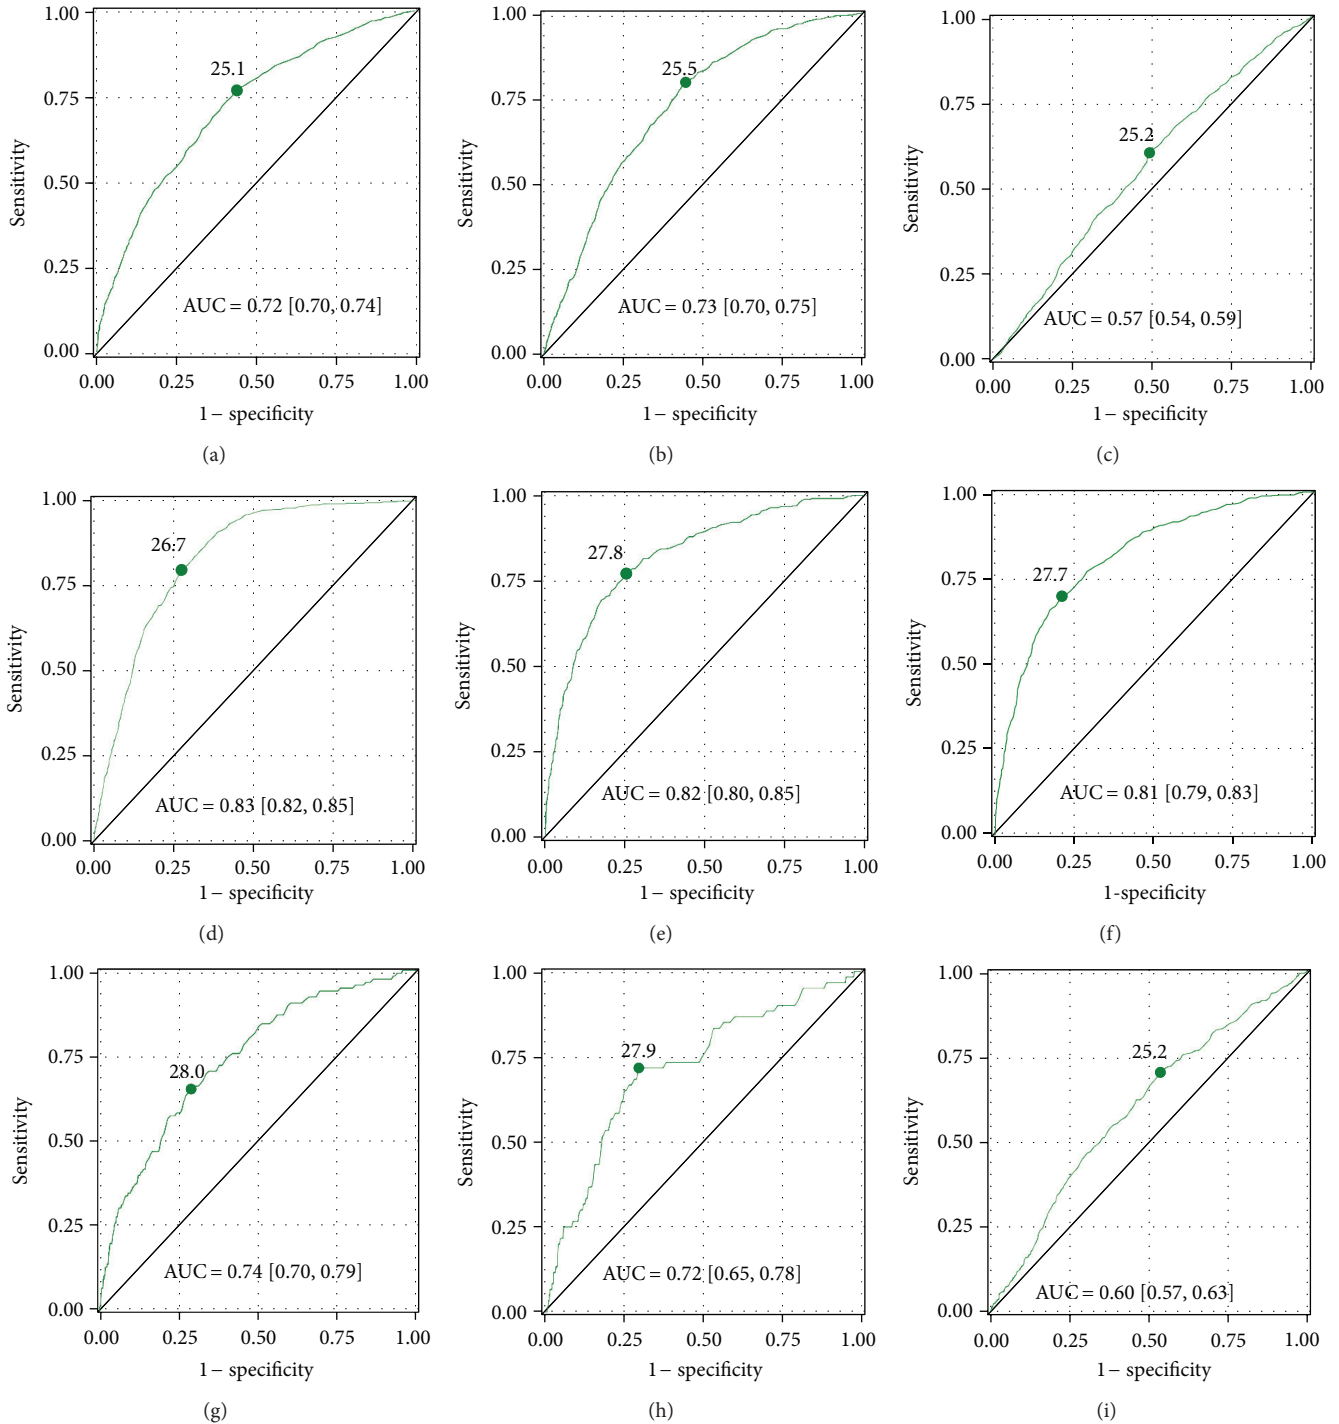 1.00
0.75
0.50
0.25
0.00
Sensitivity
25.1
AUC = 0.72 [0.70, 0.74]
0.00 0.25 0.50 0.75 1.00
1 − specificity
(a)
1.00
0.75
0.50
0.25
0.00
Sensitivity
25.5
AUC = 0.73 [0.70, 0.75]
0.00 0.25 0.50 0.75 1.00
1 − specificity
(b)
1.00
0.75
0.50
0.25
0.00
Sensitivity
25.2
AUC = 0.57 [0.54, 0.59]
0.00 0.25 0.50 0.75 1.00
1 − specificity
(c)
1.00
0.75
0.50
0.25
0.00
Sensitivity
26.7
AUC = 0.83 [0.82, 0.85]
0.00 0.25 0.50 0.75 1.00
1 − specificity
(d)
1.00
0.75
0.50
0.25
0.00
Sensitivity
27.8
AUC = 0.82 [0.80, 0.85]
0.00 0.25 0.50 0.75 1.00
1 − specificity
(e)
1.00
0.75
0.50
0.25
0.00
Sensitivity
27.7
AUC = 0.81 [0.79, 0.83]
0.00 0.25 0.50 0.75 1.00
1-specificity
(f)
1.00
0.75
0.50
0.25
0.00
Sensitivity
28.0
AUC = 0.74 [0.70, 0.79]
0.00 0.25 0.50 0.75 1.00
1 − specificity
(g)
1.00
0.75
0.50
0.25
0.00
Sensitivity
27.9
AUC = 0.72 [0.65, 0.78]
0.00 0.25 0.50 0.75 1.00
1 − specificity
(h)
1.00
0.75
0.50
0.25
0.00
Sensitivity
25.2
AUC = 0.60 [0.57, 0.63]
0.00 0.25 0.50 0.75 1.00
1 − specificity
(i)